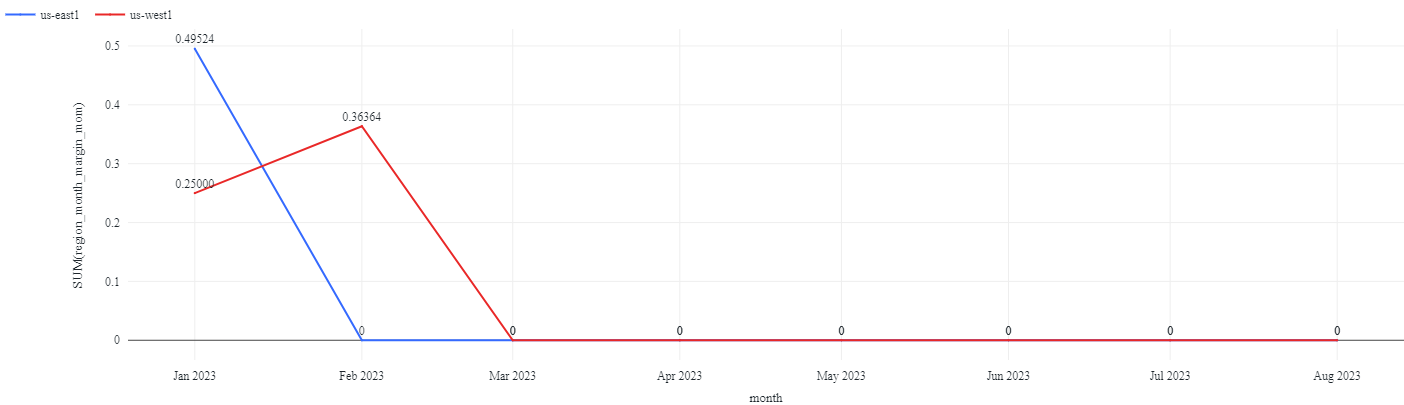 us-east1 us-west1
0.49524
0.5
0.4
0.36364
0.3
0.25000
0.2
0.1
0 0 0 0 0 0 0 0
SUM(region_month_margin_mom)
Jan 2023 Feb 2023 Mar 2023 Apr 2023 May 2023 Jun 2023 Jul 2023 Aug 2023
month